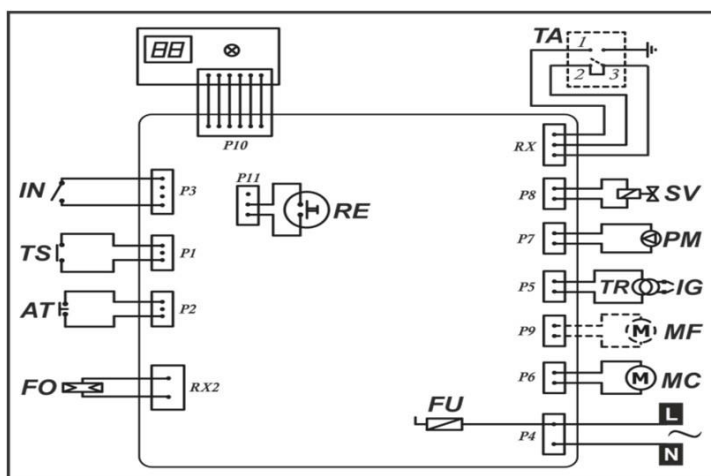 88
TA
1
2 3
P10
RX
IN
P3
P11
RE
P8
SV
TS
P1
P7
PM
AT
P2
P5
TR
IG
P9
M
MF
FO
RX2
P6
M
MC
FU
P4
L
N